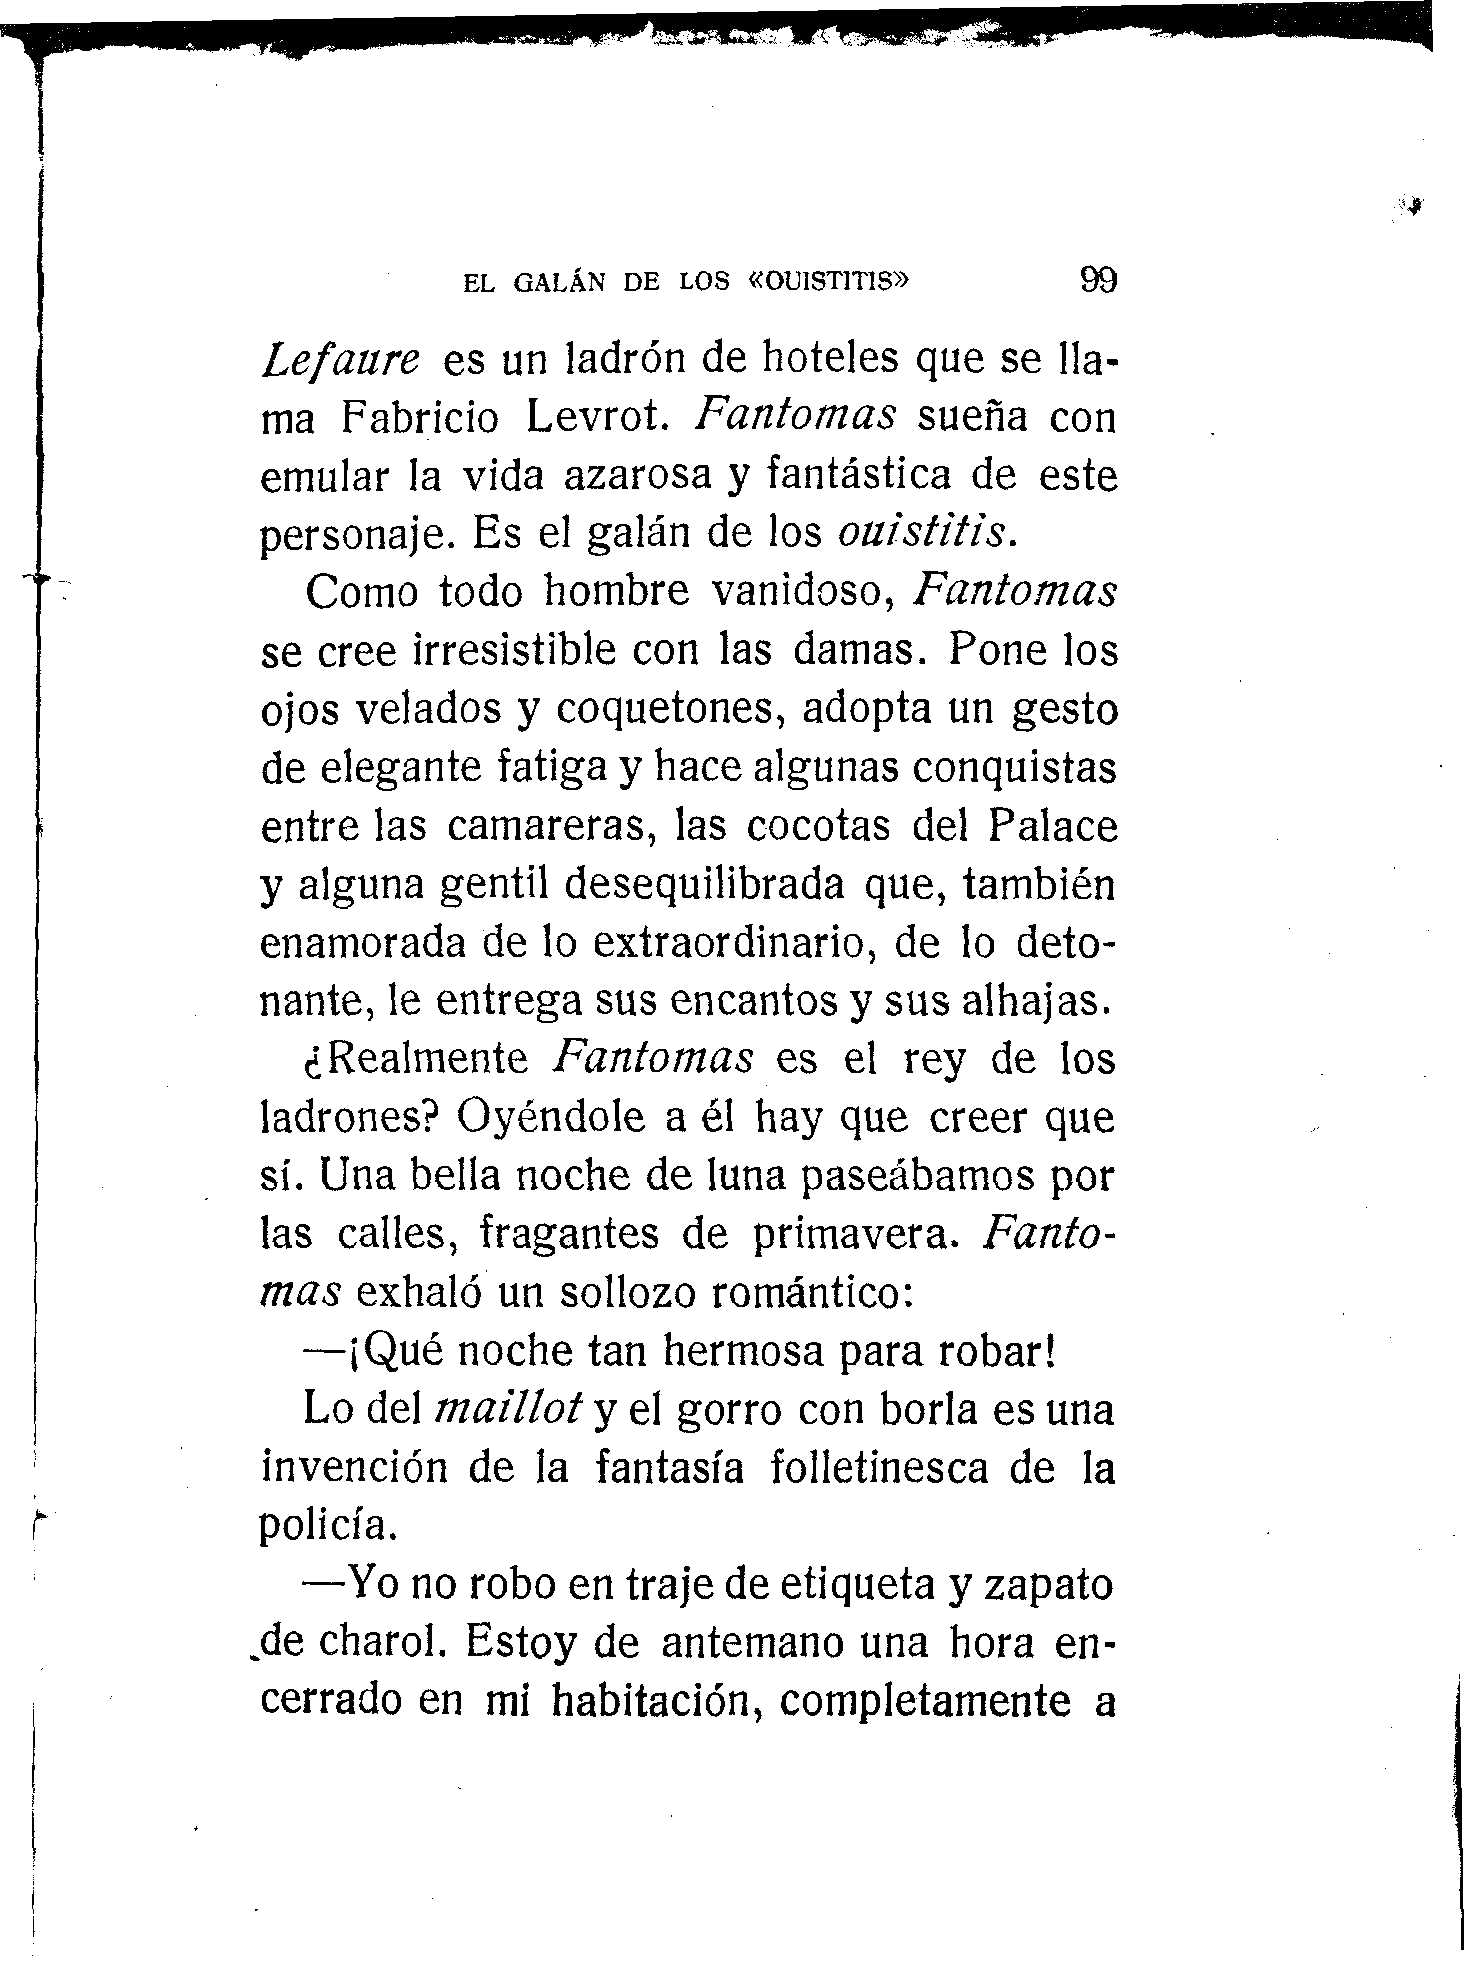 EL GALÁN DE LOS «OUISTITIS» 99
Lefaure es un ladrón de hoteles que se lla-
ma Fabricio Levrot. Fantomas sueña con
emular la vida azarosa y fantástica de este
personaje. Es el galán de los ouistitis.
Como todo hombre vanidoso, Fantomas
se cree irresistible con las damas. Pone los
ojos velados y coquetones, adopta un gesto
de elegante fatiga y hace algunas conquistas
entre las camareras, las cocotas del Palace
y alguna gentil desequilibrada que, también
enamorada de lo extraordinario, de lo deto-
nante, le entrega sus encantos y sus alhajas.
¿Realmente Fantomas es el rey de los
ladrones? Oyéndole a él hay que creer que
sí. Una bella noche de luna paseábamos por
las calles, fragantes de primavera. Fanto-
mas exhaló un sollozo romántico:
—¡Qué noche tan hermosa para robar!
Lo del maillot y el gorro con borla es una
invención de la fantasía folletinesca de la
policía.
—Yo no robo en traje de etiqueta y zapato
de charol. Estoy de antemano una hora en-
cerrado en mi habitación, completamente a